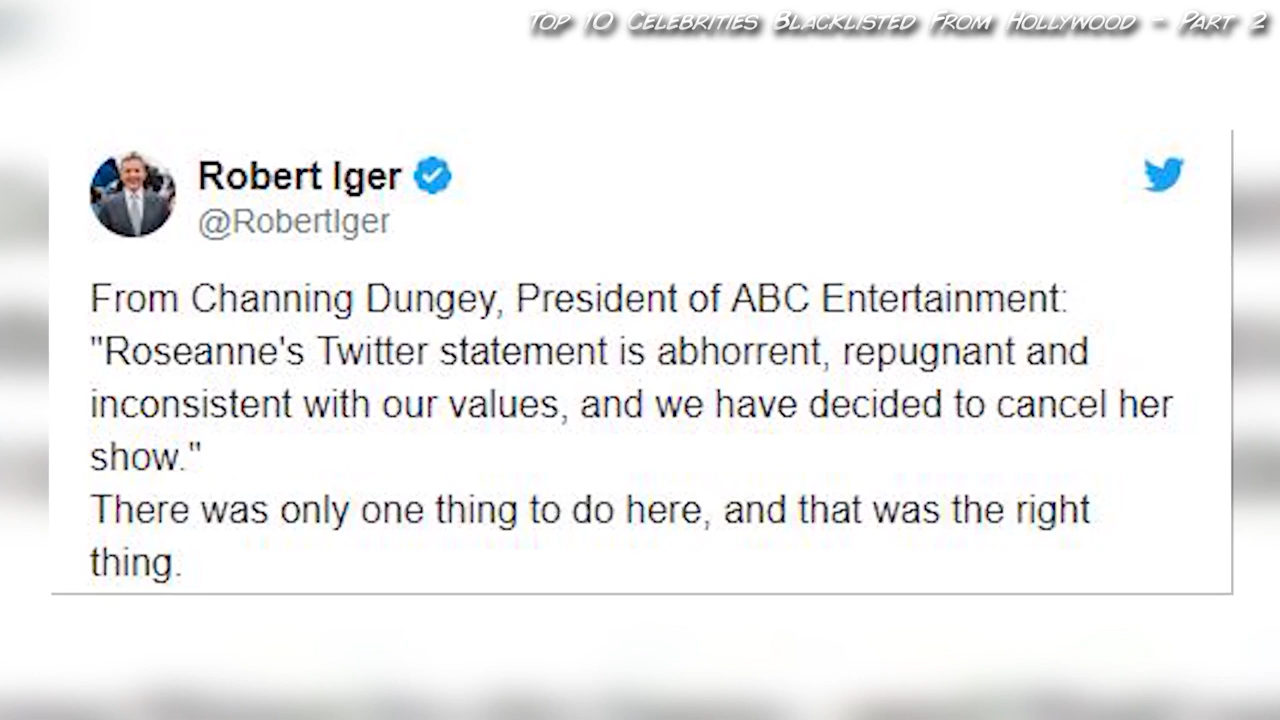 Top 10 Celebrities Blacklisted From Hollywood - Part 2
Robert Iger
@RobertIger
From Channing Dungey, President of ABC Entertainment:
"Roseanne's Twitter statement is abhorrent, repugnant and
inconsistent with our values, and we have decided to cancel her
show."
There was only one thing to do here, and that was the right
thing.